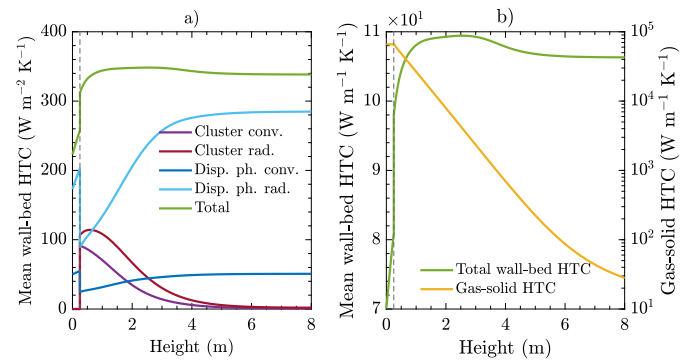 a)
Mean wall-bed HTC (W m⁻² K⁻¹)
400
300
200
100
0
Cluster conv.
Cluster rad.
Disp. ph. conv.
Disp. ph. rad.
Total
0 2 4 6 8
Height (m)
b)
×10¹
Mean wall-bed HTC (W m⁻¹ K⁻¹)
11
10
9
8
7
Total wall-bed HTC
Gas-solid HTC
10⁵
10⁴
10³
10²
10¹
Gas-solid HTC (W m⁻¹ K⁻¹)
0 2 4 6 8
Height (m)